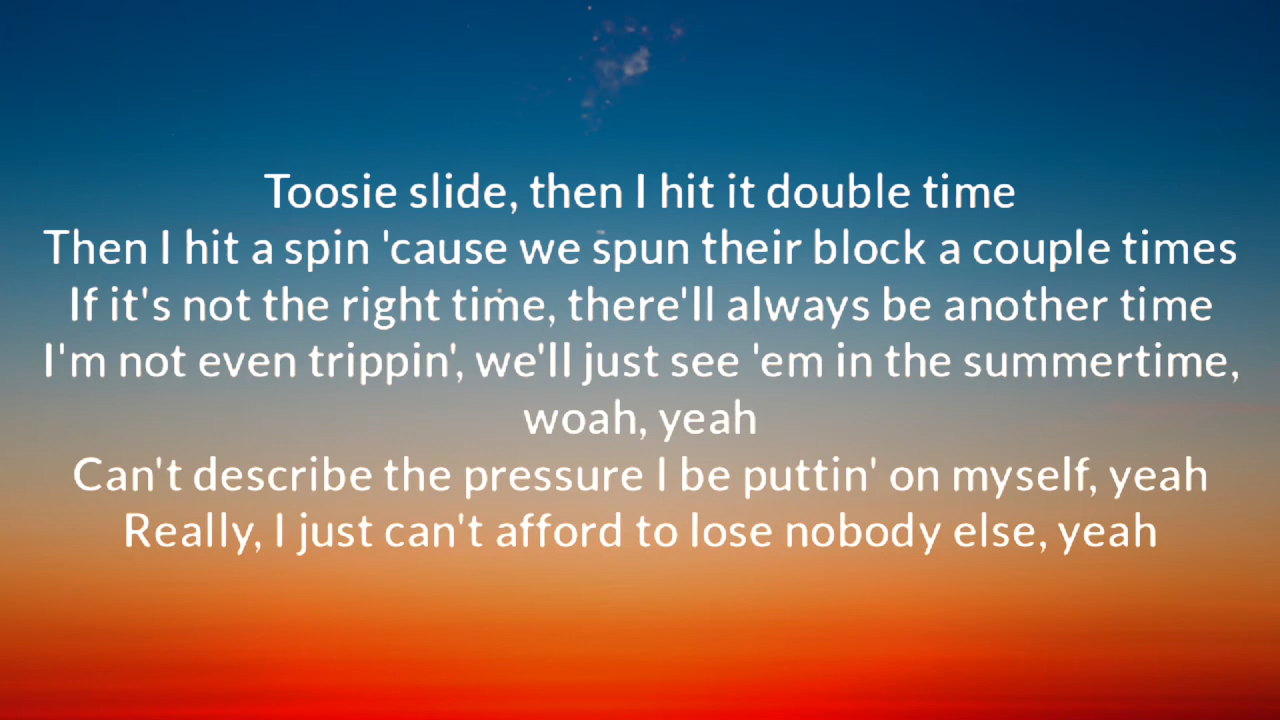 Toosie slide, then I hit it double time
Then I hit a spin 'cause we spun their block a couple times
If it's not the right time, there'll always be another time
I'm not even trippin', we'll just see 'em in the summertime,
woah, yeah
Can't describe the pressure I be puttin' on myself, yeah
Really, I just can't afford to lose nobody else, yeah